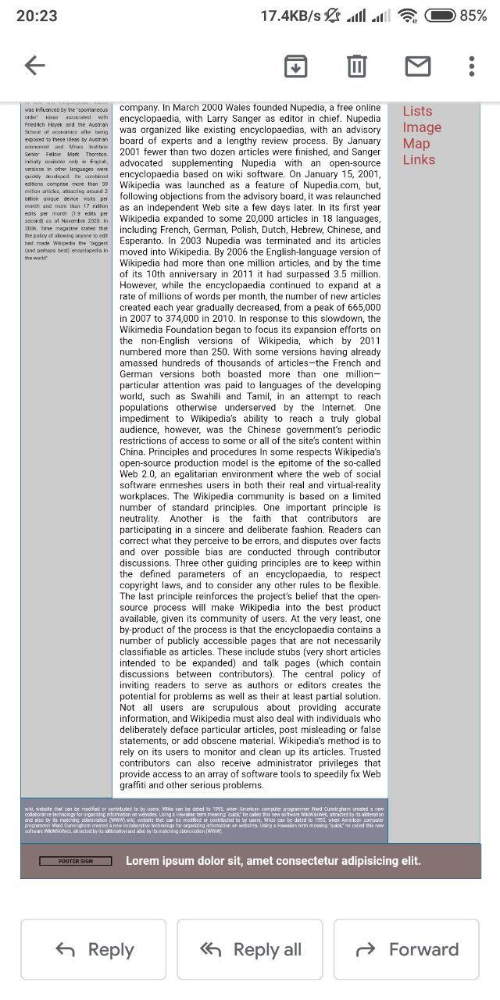 20:23
17.4KB/s
85%
was influenced by the "spontaneous
order" ideas associated with
Friedrich Hayek and the Austrian
School of economics after being
exposed to these ideas by Austrian
economist and Mises Institute
Senior Fellow Mark Thornton.
Initially available only in English,
versions in other languages were
quickly developed. Its combined
editions comprise more than 59
million articles, attracting around 2
billion unique device visits per
month and more than 17 million
edits per month (1.9 edits per
second) as of November 2020. In
2006, Time magazine stated that
the policy of allowing anyone to edit
had made Wikipedia the "biggest
(and perhaps best) encyclopedia in
the world".
company. In March 2000 Wales founded Nupedia, a free online
encyclopaedia, with Larry Sanger as editor in chief. Nupedia
was organized like existing encyclopaedias, with an advisory
board of experts and a lengthy review process. By January
2001 fewer than two dozen articles were finished, and Sanger
advocated supplementing Nupedia with an open-source
encyclopaedia based on wiki software. On January 15, 2001,
Wikipedia was launched as a feature of Nupedia.com, but,
following objections from the advisory board, it was relaunched
as an independent Web site a few days later. In its first year
Wikipedia expanded to some 20,000 articles in 18 languages,
including French, German, Polish, Dutch, Hebrew, Chinese, and
Esperanto. In 2003 Nupedia was terminated and its articles
moved into Wikipedia. By 2006 the English-language version of
Wikipedia had more than one million articles, and by the time
of its 10th anniversary in 2011 it had surpassed 3.5 million.
However, while the encyclopaedia continued to expand at a
rate of millions of words per month, the number of new articles
created each year gradually decreased, from a peak of 665,000
in 2007 to 374,000 in 2010. In response to this slowdown, the
Wikimedia Foundation began to focus its expansion efforts on
the non-English versions of Wikipedia, which by 2011
numbered more than 250. With some versions having already
amassed hundreds of thousands of articles—the French and
German versions both boasted more than one million—
particular attention was paid to languages of the developing
world, such as Swahili and Tamil, in an attempt to reach
populations otherwise underserved by the Internet. One
impediment to Wikipedia's ability to reach a truly global
audience, however, was the Chinese government's periodic
restrictions of access to some or all of the site's content within
China. Principles and procedures In some respects Wikipedia's
open-source production model is the epitome of the so-called
Web 2.0, an egalitarian environment where the web of social
software enmeshes users in both their real and virtual-reality
workplaces. The Wikipedia community is based on a limited
number of standard principles. One important principle is
neutrality. Another is the faith that contributors are
participating in a sincere and deliberate fashion. Readers can
correct what they perceive to be errors, and disputes over facts
and over possible bias are conducted through contributor
discussions. Three other guiding principles are to keep within
the defined parameters of an encyclopaedia, to respect
copyright laws, and to consider any other rules to be flexible.
The last principle reinforces the project's belief that the open-
source process will make Wikipedia into the best product
available, given its community of users. At the very least, one
by-product of the process is that the encyclopaedia contains a
number of publicly accessible pages that are not necessarily
classifiable as articles. These include stubs (very short articles
intended to be expanded) and talk pages (which contain
discussions between contributors). The central policy of
inviting readers to serve as authors or editors creates the
potential for problems as well as their at least partial solution.
Not all users are scrupulous about providing accurate
information, and Wikipedia must also deal with individuals who
deliberately deface particular articles, post misleading or false
statements, or add obscene material. Wikipedia's method is to
rely on its users to monitor and clean up its articles. Trusted
contributors can also receive administrator privileges that
provide access to an array of software tools to speedily fix Web
graffiti and other serious problems.
Lists
Image
Map
Links
wiki, website that can be modified or contributed to by users. Wikis can be dated to 1995, when American computer programmer Ward Cunningham created a new
collaborative technology for organizing information on websites. Using a Hawaiian term meaning "quick," he called this new software WikiWikiWeb, attracted by its alliteration
and also by its matching abbreviation (WWW).wiki, website that can be modified or contributed to by users. Wikis can be dated to 1995, when American computer
programmer Ward Cunningham created a new collaborative technology for organizing information on websites. Using a Hawaiian term meaning "quick," he called this new
software WikiWikiWeb, attracted by its alliteration and also by its matching abbreviation (WWW).
FOOTER SIGN
Lorem ipsum dolor sit, amet consectetur adipisicing elit.
Reply
Reply all
Forward